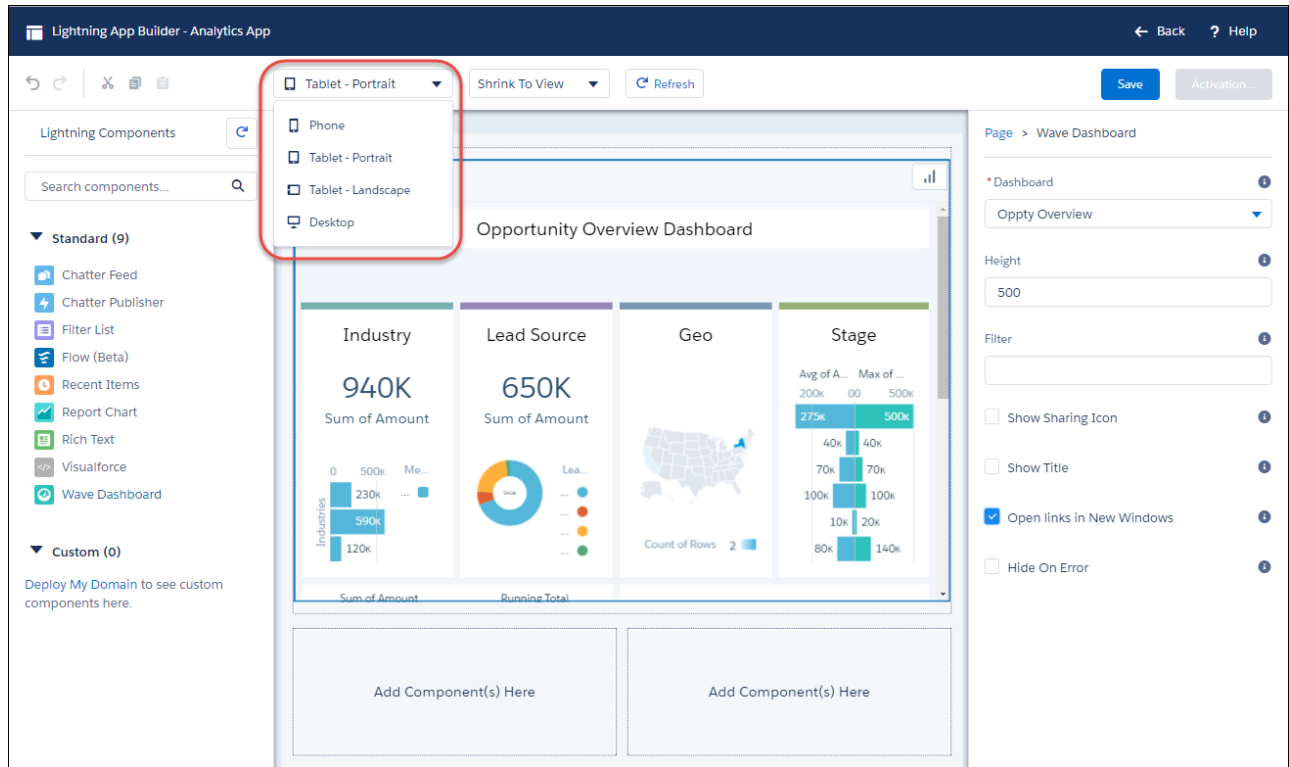 Lightning App Builder - Analytics App
Back
? Help
Tablet - Portrait
Shrink To View
Refresh
Save
Activation...
Lightning Components
Search components...
Standard (9)
Chatter Feed
Chatter Publisher
Filter List
Flow (Beta)
Recent Items
Report Chart
Rich Text
Visualforce
Wave Dashboard
Custom (0)
Deploy My Domain to see custom
components here.
Phone
Tablet - Portrait
Tablet - Landscape
Desktop
Opportunity Overview Dashboard
Industry
940K
Sum of Amount
0 500K Me...
Industries
230K ...
590K
120K
Lead Source
650K
Sum of Amount
Lea...
...
...
...
...
Geo
Count of Rows 2
Stage
Avg of A... Max of ...
200K 00 500K
275K 500K
40K 40K
70K 70K
100K 100K
10K 20K
80K 140K
Sum of Amount
Running Total
Add Component(s) Here
Add Component(s) Here
Page > Wave Dashboard
*Dashboard
Oppty Overview
Height
500
Filter
Show Sharing Icon
Show Title
Open links in New Windows
Hide On Error